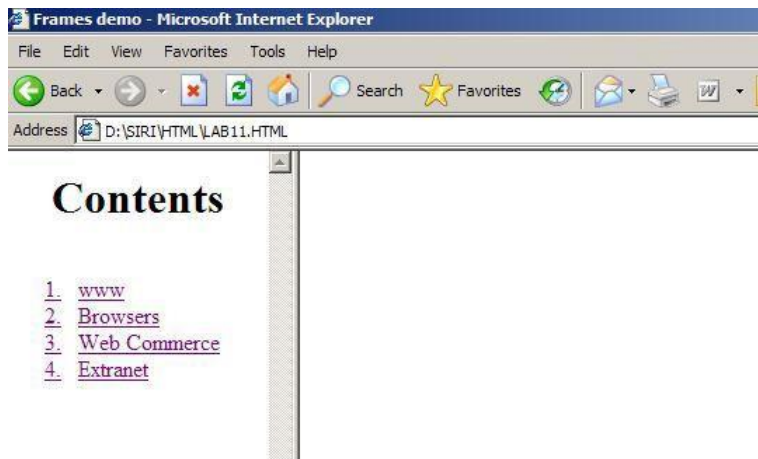 Frames demo - Microsoft Internet Explorer
File Edit View Favorites Tools Help
Back Search Favorites W
Address D:\SIRI\HTML\LAB11.HTML
Contents
1. www
2. Browsers
3. Web Commerce
4. Extranet